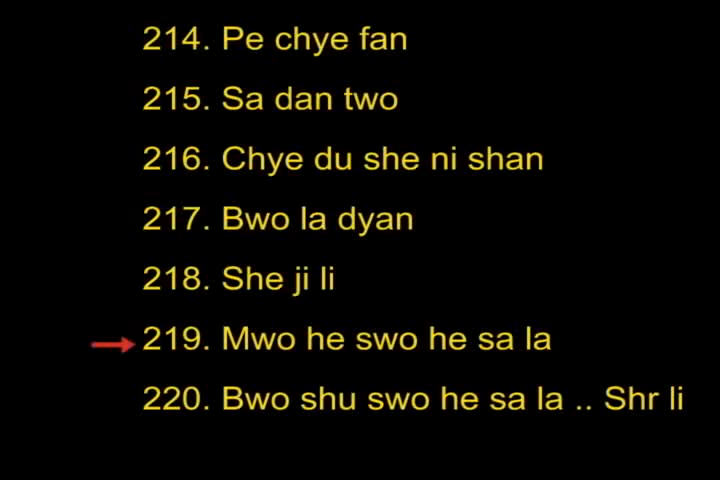 214. Pe chye fan
215. Sa dan two
216. Chye du she ni shan
217. Bwo la dyan
218. She ji li
219. Mwo he swo he sa la
220. Bwo shu swo he sa la .. Shr li